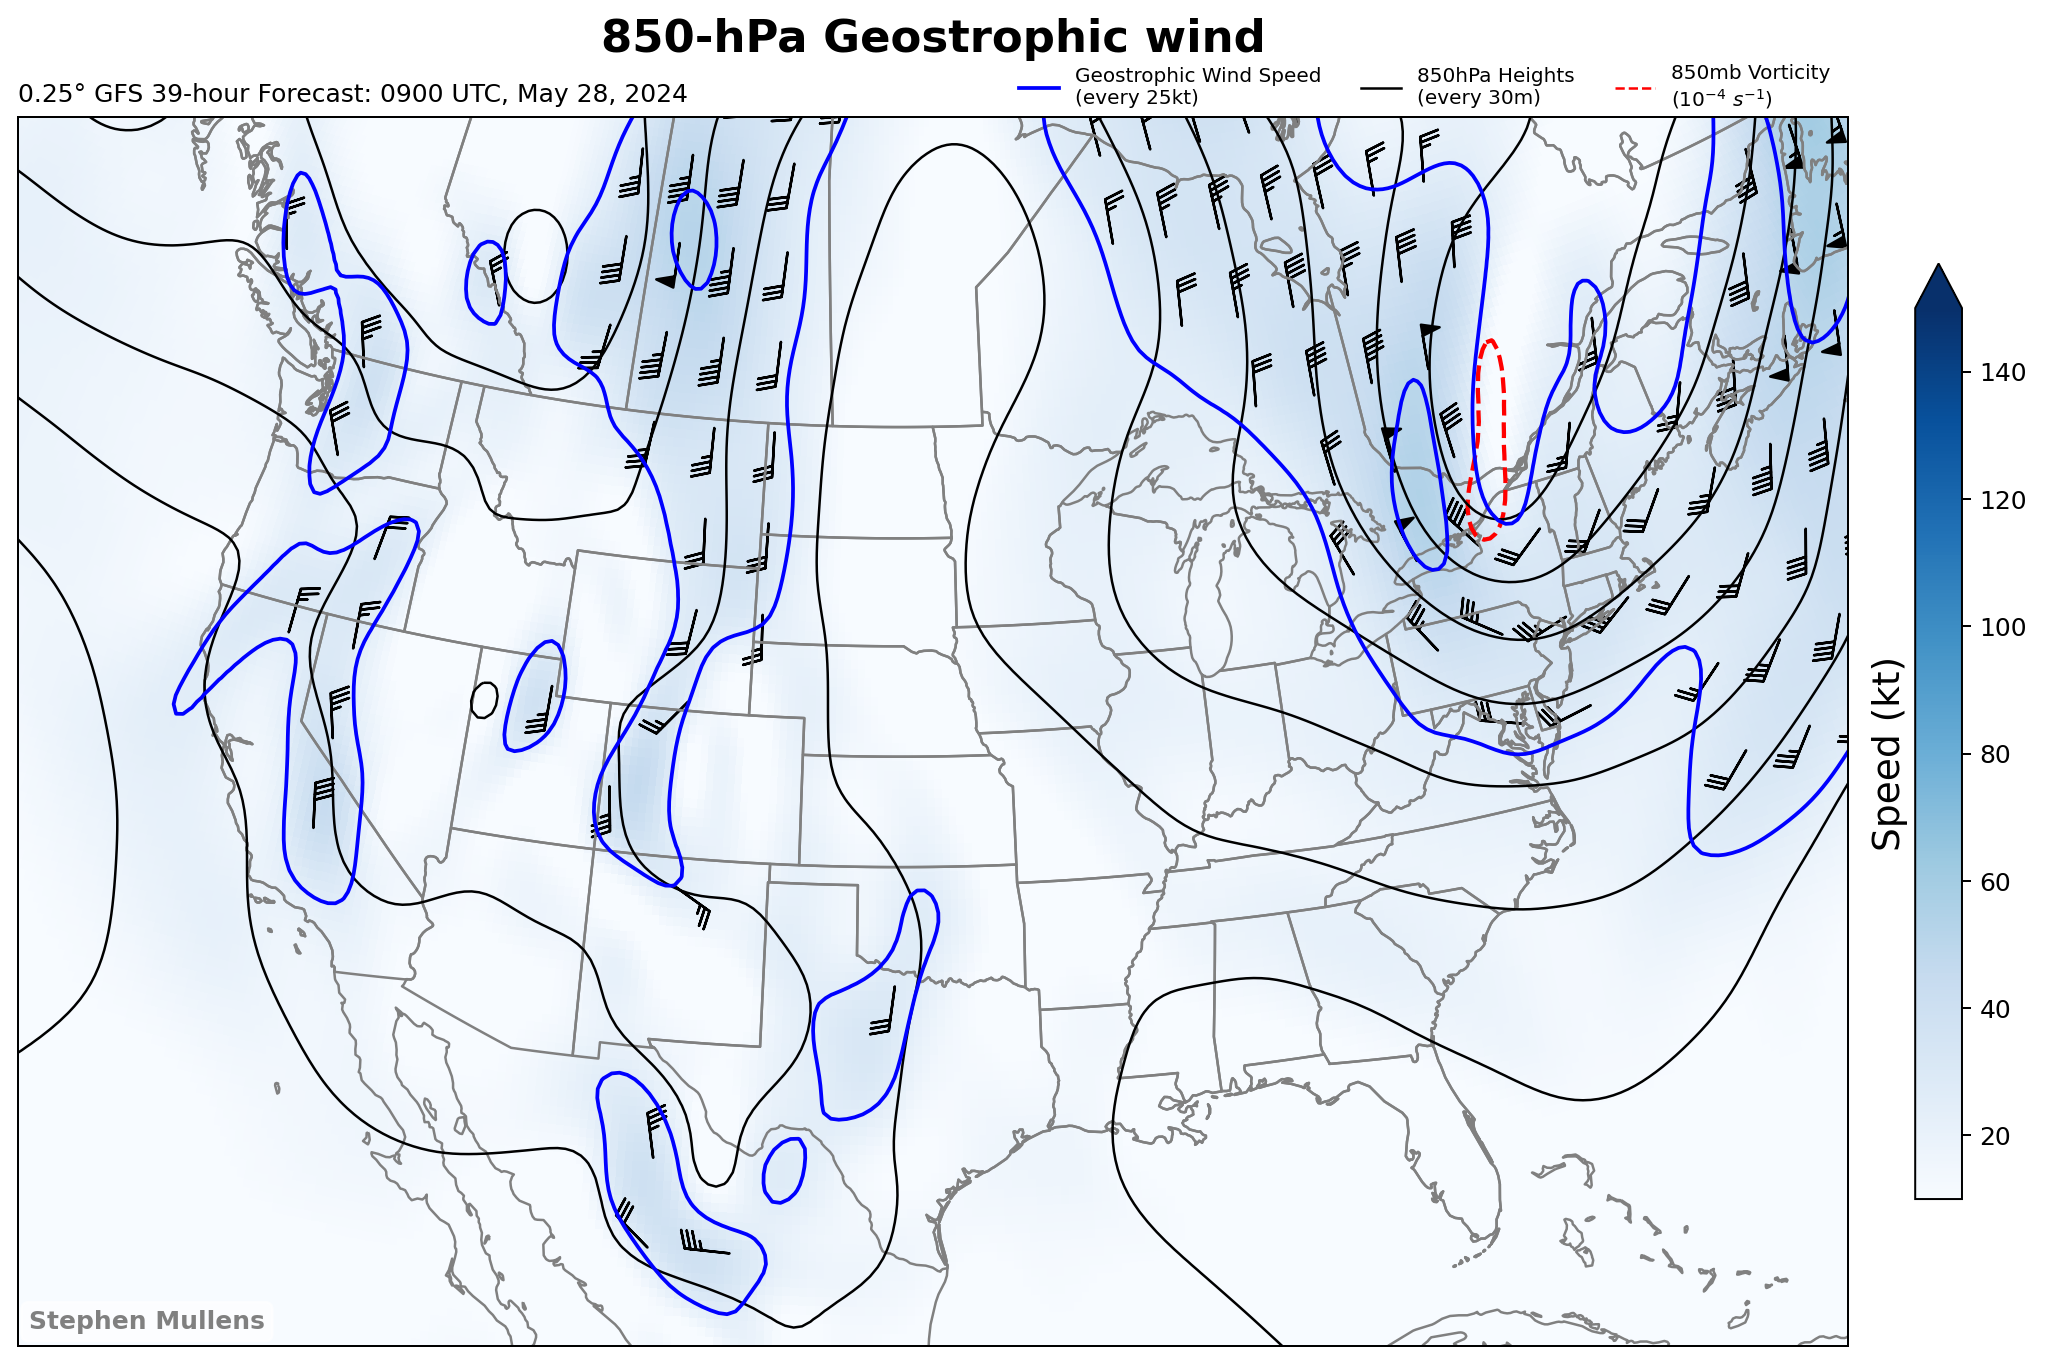 850-hPa Geostrophic wind
0.25° GFS 39-hour Forecast: 0900 UTC, May 28, 2024
Geostrophic Wind Speed
(every 25kt)
850hPa Heights
(every 30m)
850mb Vorticity
(10⁻⁴ s⁻¹)
140
120
100
80
60
40
20
Speed (kt)
Stephen Mullens